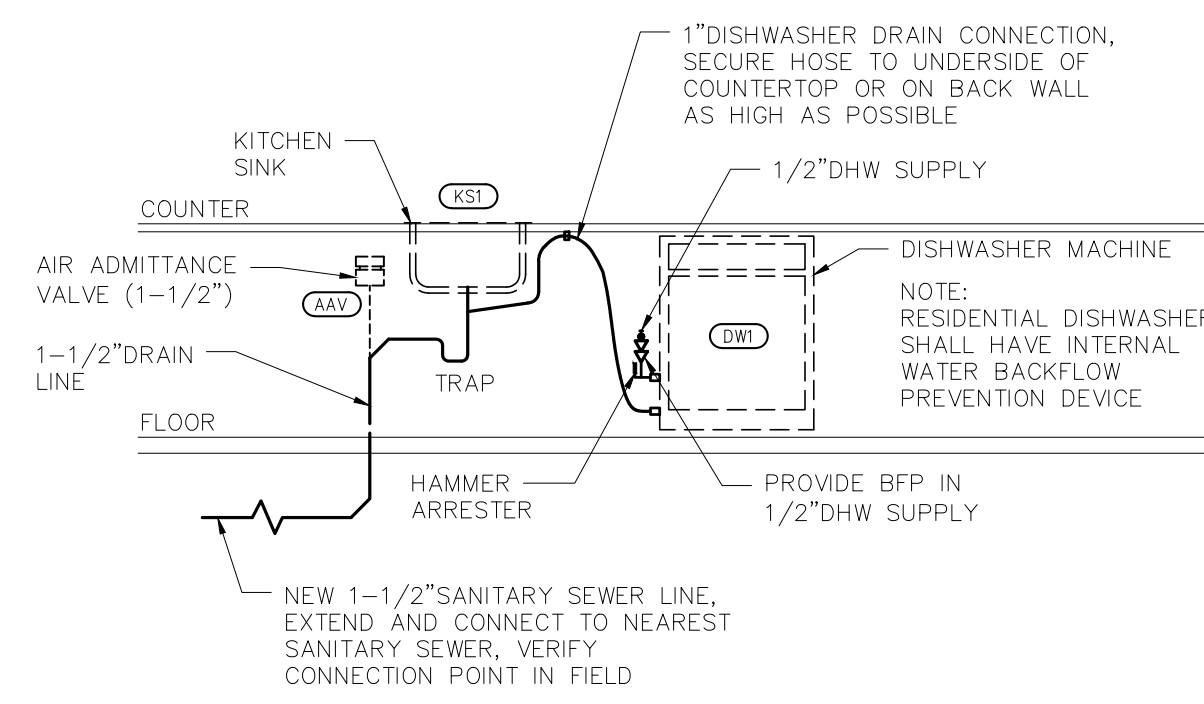 1"DISHWASHER DRAIN CONNECTION,
SECURE HOSE TO UNDERSIDE OF
COUNTERTOP OR ON BACK WALL
AS HIGH AS POSSIBLE
KITCHEN
SINK
1/2"DHW SUPPLY
KS1
COUNTER
DISHWASHER MACHINE
AIR ADMITTANCE
VALVE (1-1/2")
AAV
NOTE:
RESIDENTIAL DISHWASHER
SHALL HAVE INTERNAL
WATER BACKFLOW
PREVENTION DEVICE
DW1
1-1/2"DRAIN
LINE
TRAP
FLOOR
HAMMER
ARRESTER
PROVIDE BFP IN
1/2"DHW SUPPLY
NEW 1-1/2"SANITARY SEWER LINE,
EXTEND AND CONNECT TO NEAREST
SANITARY SEWER, VERIFY
CONNECTION POINT IN FIELD